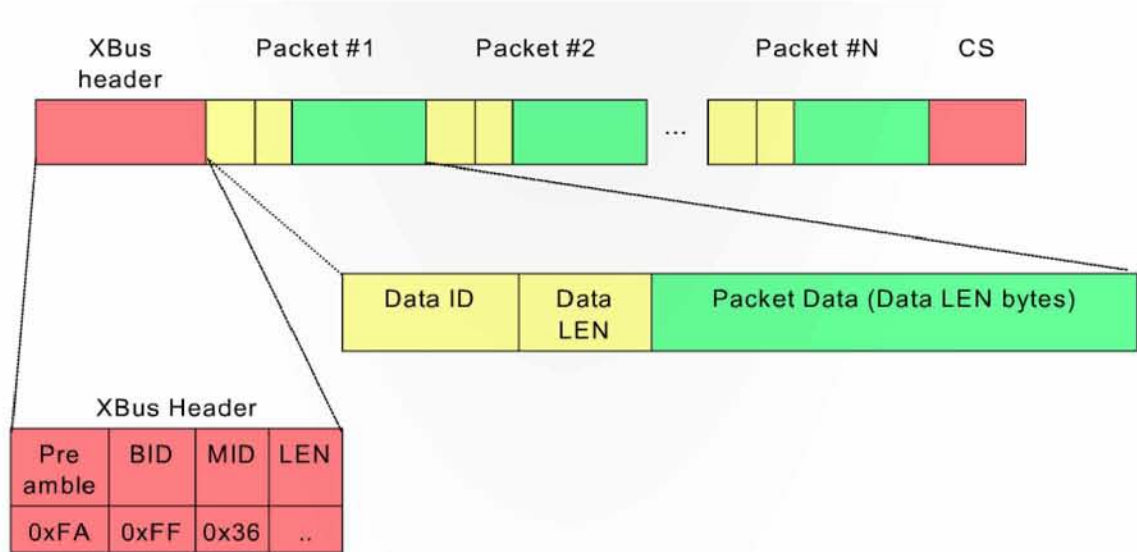 XBus header
Packet #1
Packet #2
Packet #N
CS
...
Data ID
Data LEN
Packet Data (Data LEN bytes)
XBus Header
Pre amble
BID
MID
LEN
0xFA
0xFF
0x36
..